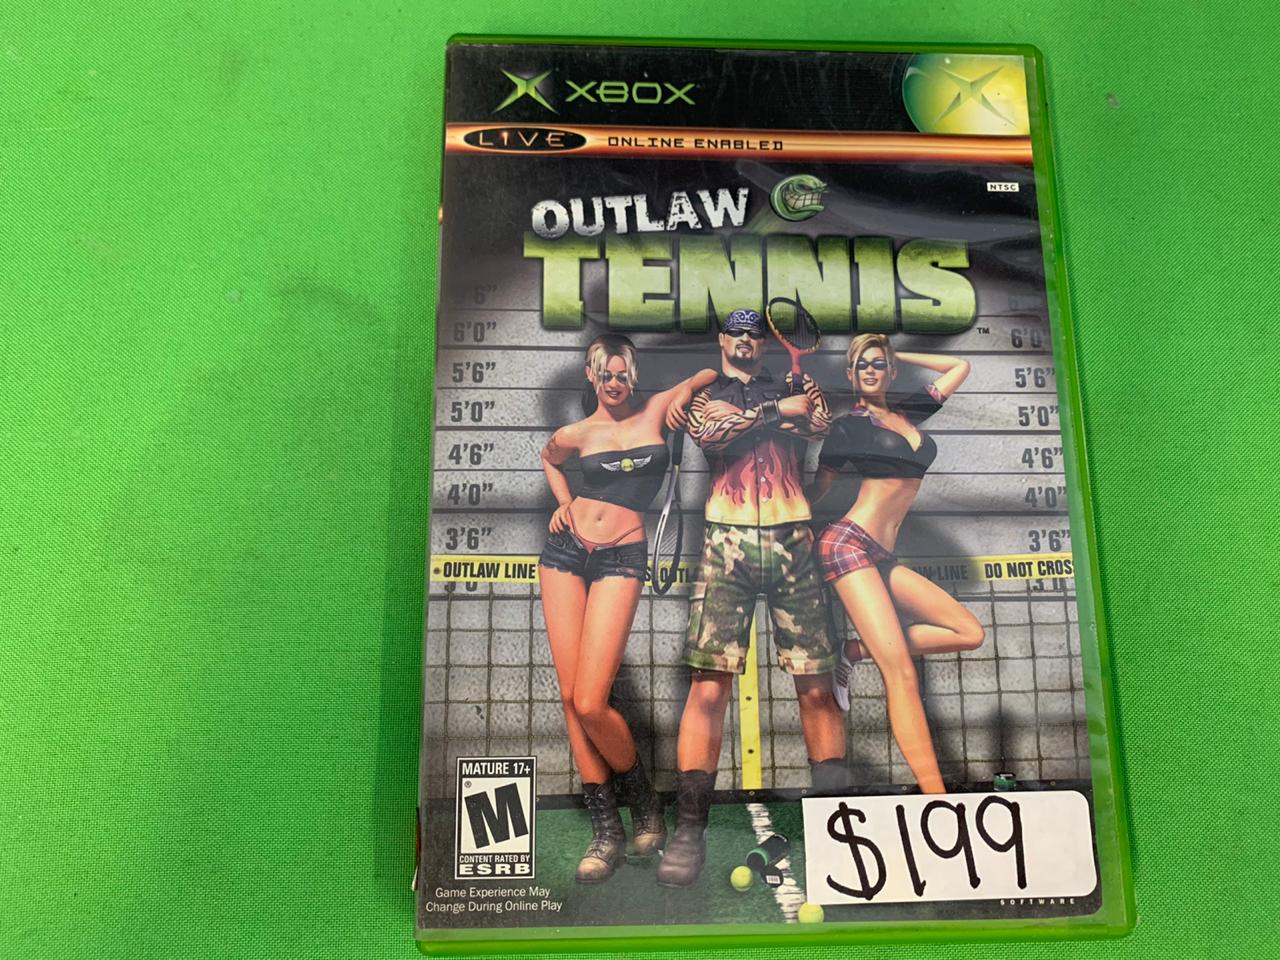 XBOX
LIVE ONLINE ENABLED
NTSC
OUTLAW
TENNIS
TM
6'0" 6'0"
5'6" 5'6"
5'0" 5'0"
4'6" 4'6"
4'0" 4'0"
3'6" 3'6"
OUTLAW LINE DO NOT CROS
MATURE 17+
M
®
CONTENT RATED BY
ESRB
Game Experience May
Change During Online Play
$199
SOFTWARE